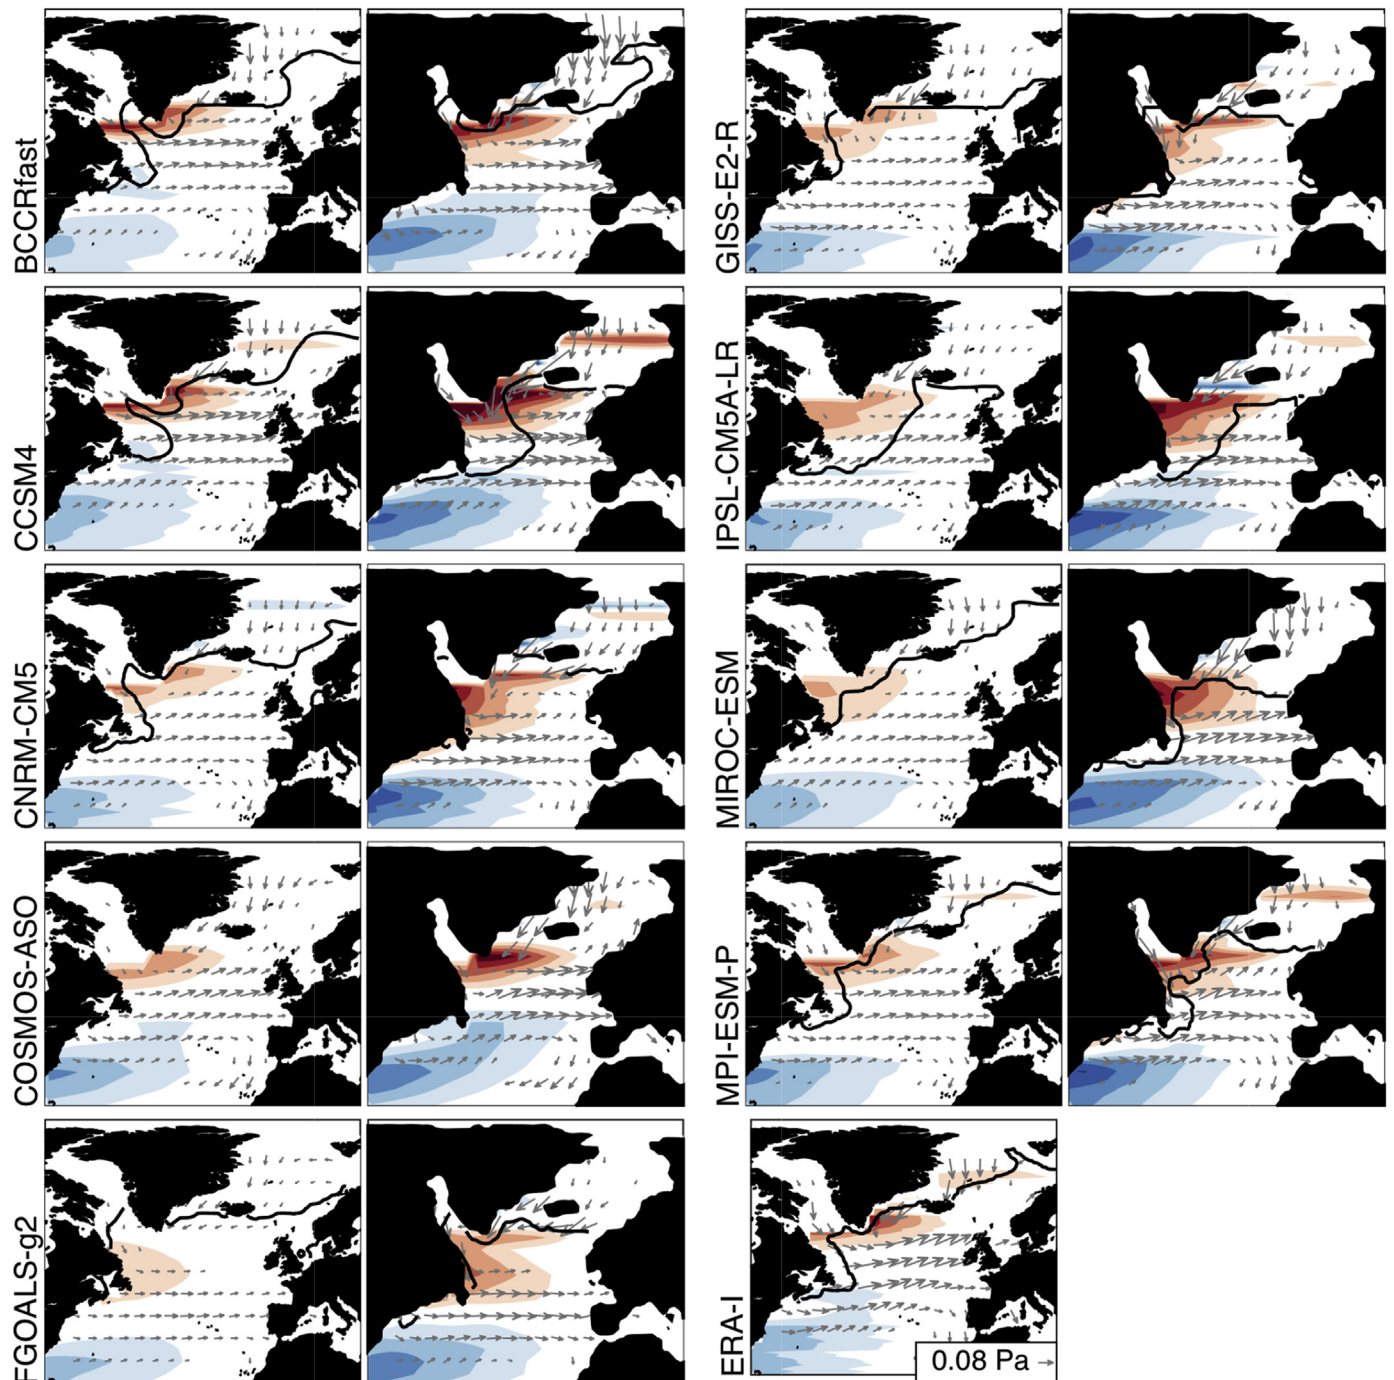 BCCRfast
GISS-E2-R
CCSM4
IPSL-CM5A-LR
CNRM-CM5
MIROC-ESM
COSMOS-ASO
MPI-ESM-P
FGOALS-g2
ERA-I
0.08 Pa